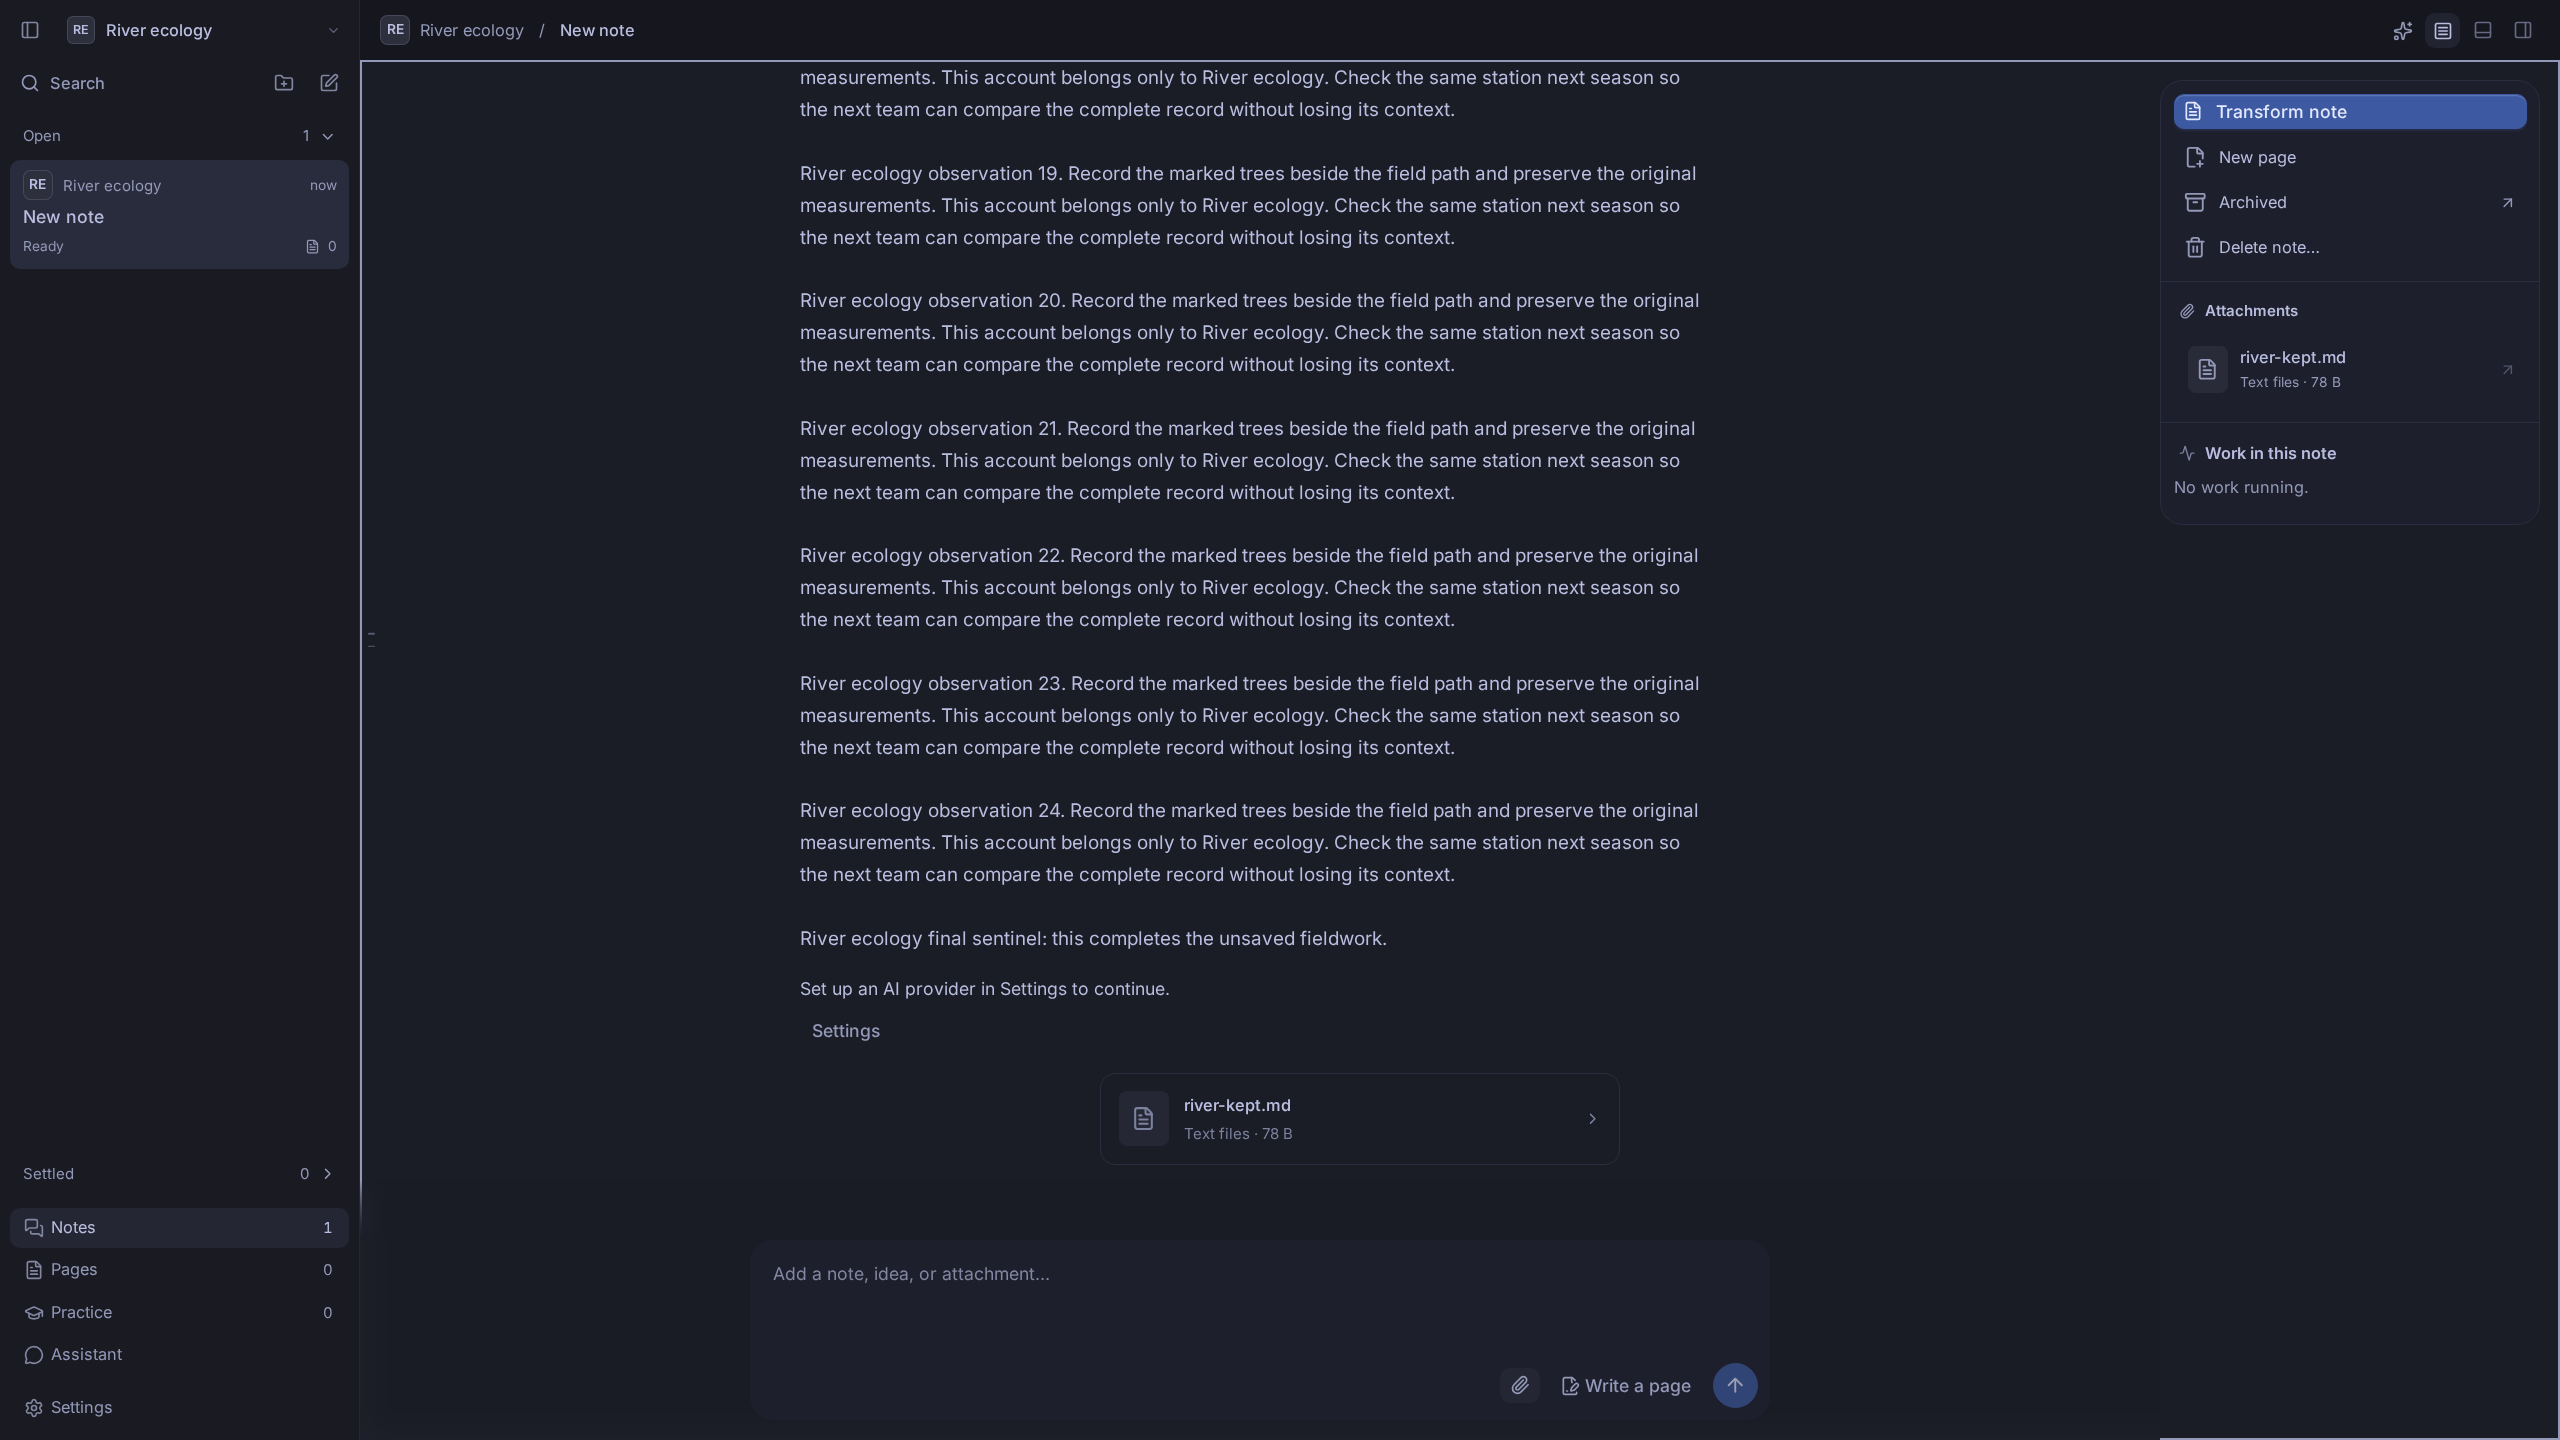 RE River ecology
Search
Open 1
RE River ecology now
New note
Ready 0
Settled 0
Notes 1
Pages 0
Practice 0
Assistant
Settings
RE River ecology / New note
measurements. This account belongs only to River ecology. Check the same station next season so
the next team can compare the complete record without losing its context.
River ecology observation 19. Record the marked trees beside the field path and preserve the original
measurements. This account belongs only to River ecology. Check the same station next season so
the next team can compare the complete record without losing its context.
River ecology observation 20. Record the marked trees beside the field path and preserve the original
measurements. This account belongs only to River ecology. Check the same station next season so
the next team can compare the complete record without losing its context.
River ecology observation 21. Record the marked trees beside the field path and preserve the original
measurements. This account belongs only to River ecology. Check the same station next season so
the next team can compare the complete record without losing its context.
River ecology observation 22. Record the marked trees beside the field path and preserve the original
measurements. This account belongs only to River ecology. Check the same station next season so
the next team can compare the complete record without losing its context.
River ecology observation 23. Record the marked trees beside the field path and preserve the original
measurements. This account belongs only to River ecology. Check the same station next season so
the next team can compare the complete record without losing its context.
River ecology observation 24. Record the marked trees beside the field path and preserve the original
measurements. This account belongs only to River ecology. Check the same station next season so
the next team can compare the complete record without losing its context.
River ecology final sentinel: this completes the unsaved fieldwork.
Set up an AI provider in Settings to continue.
Settings
river-kept.md
Text files · 78 B
Add a note, idea, or attachment...
Write a page
Transform note
New page
Archived
Delete note...
Attachments
river-kept.md
Text files · 78 B
Work in this note
No work running.